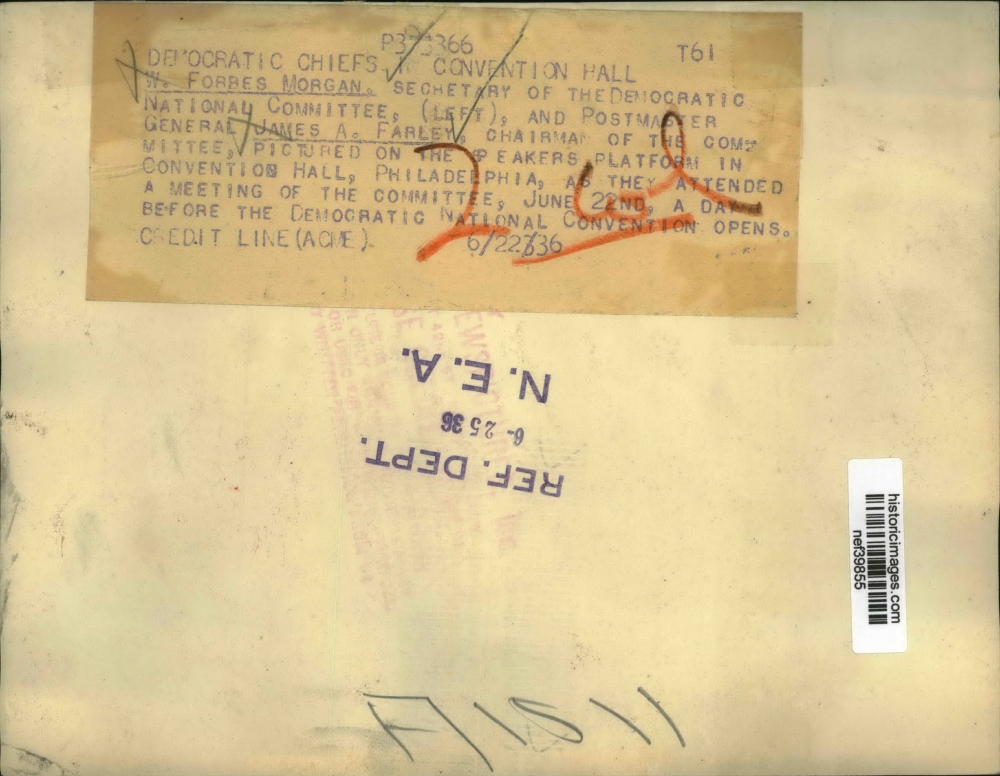 T61
DEMOCRATIC CHIEFS IN CONVENTION HALL
W. FORBES MORGAN, SECRETARY OF THE DEMOCRATIC
NATIONAL COMMITTEE, (LEFT), AND POSTMASTER
GENERAL JAMES A. FARLEY, CHAIRMAN OF THE COM-
MITTEE, PICTURED ON THE SPEAKERS PLATFORM IN
CONVENTION HALL, PHILADELPHIA, AS THEY ATTENDED
A MEETING OF THE COMMITTEE, JUNE 22ND, A DAY
BEFORE THE DEMOCRATIC NATIONAL CONVENTION OPENS.
CREDIT LINE (ACME) 6/22/36
2 Col
REF. DEPT.
6-25 36
N. E. A.
historicimages.com
nef39855